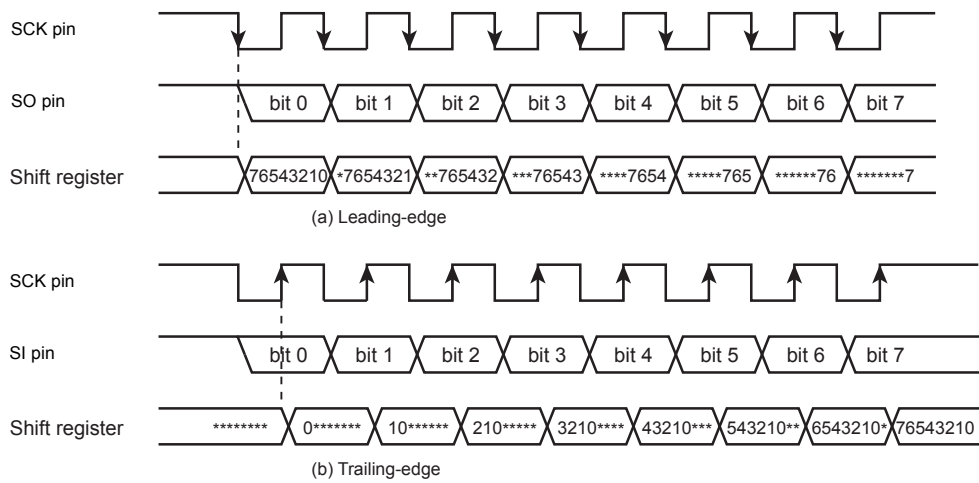 SCK pin
SO pin bit 0 bit 1 bit 2 bit 3 bit 4 bit 5 bit 6 bit 7
Shift register 76543210 *7654321 **765432 ***76543 ****7654 *****765 ******76 *******7
(a) Leading-edge
SCK pin
SI pin bit 0 bit 1 bit 2 bit 3 bit 4 bit 5 bit 6 bit 7
Shift register ******** 0******* 10****** 210***** 3210**** 43210*** 543210** 6543210* 76543210
(b) Trailing-edge